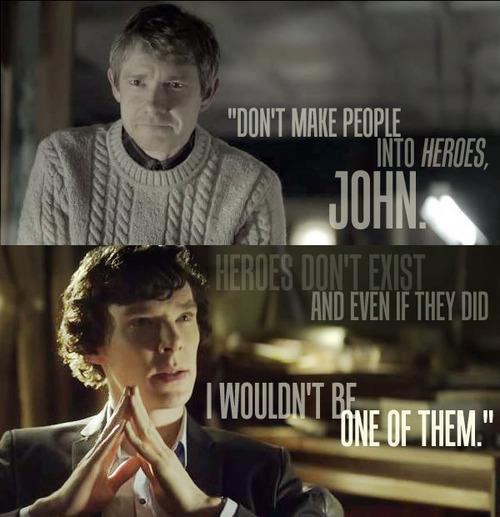 "DON'T MAKE PEOPLE
INTO HEROES,
JOHN.
HEROES DON'T EXIST
AND EVEN IF THEY DID
I WOULDN'T BE
ONE OF THEM."